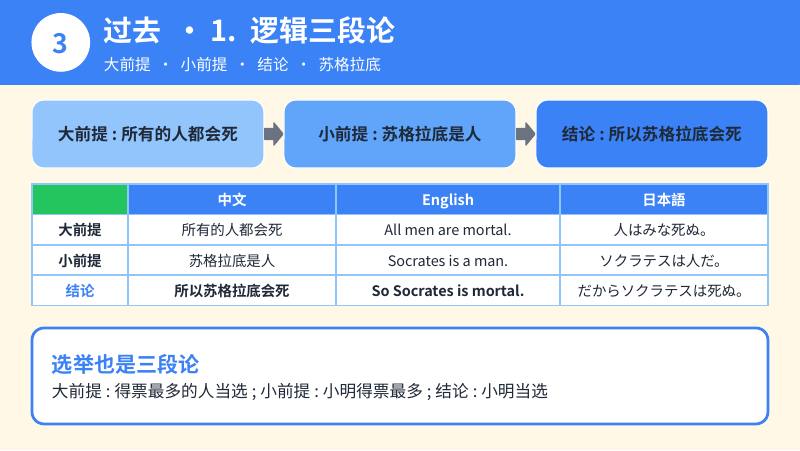 3
过去 • 1. 逻辑三段论
大前提 • 小前提 • 结论 • 苏格拉底
大前提 : 所有的人都会死
小前提 : 苏格拉底是人
结论 : 所以苏格拉底会死
中文 English 日本語
大前提 所有的人都会死 All men are mortal. 人はみな死ぬ。
小前提 苏格拉底是人 Socrates is a man. ソクラテスは人だ。
结论 所以苏格拉底会死 So Socrates is mortal. だからソクラテスは死ぬ。
选举也是三段论
大前提 : 得票最多的人当选 ; 小前提 : 小明得票最多 ; 结论 : 小明当选